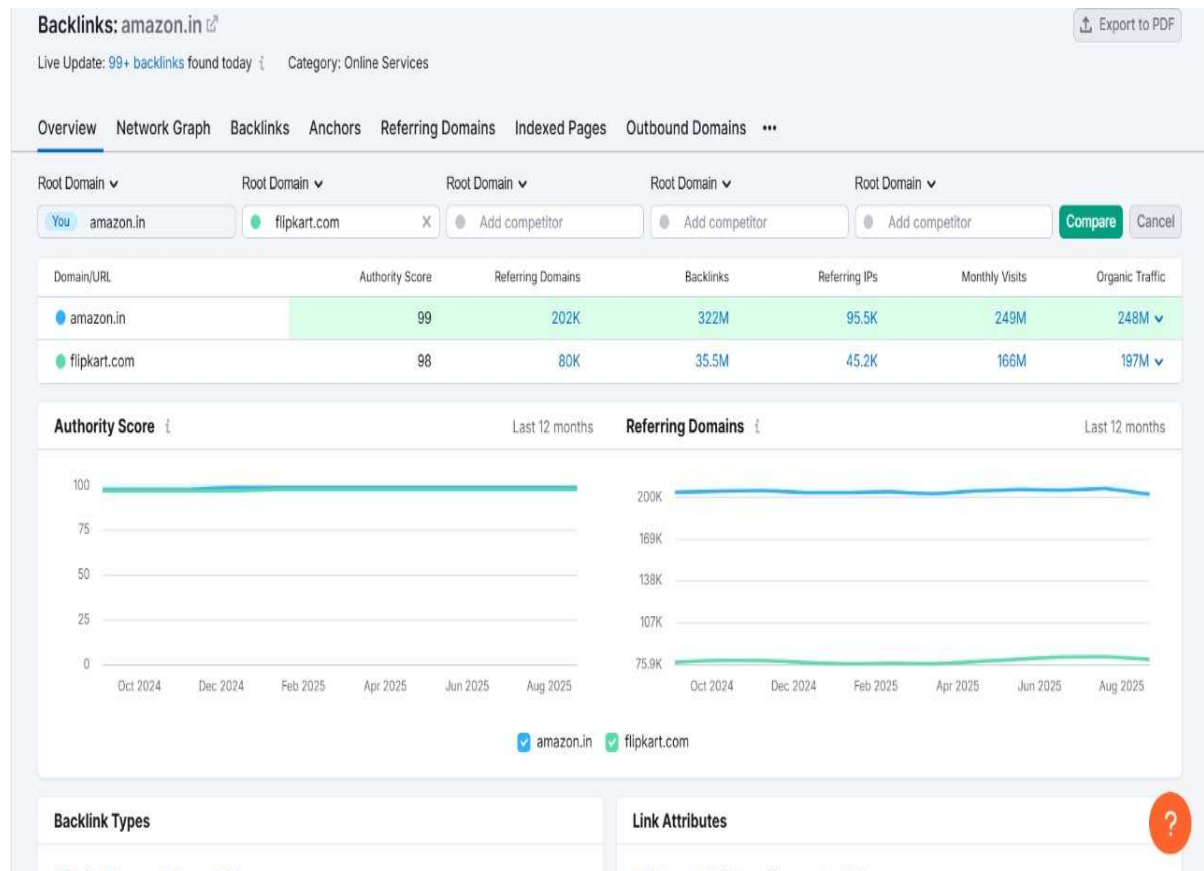 Backlinks: amazon.in
Export to PDF
Live Update: 99+ backlinks found today i Category: Online Services
Overview Network Graph Backlinks Anchors Referring Domains Indexed Pages Outbound Domains •••
Root Domain Root Domain Root Domain Root Domain Root Domain
You amazon.in flipkart.com X Add competitor Add competitor Add competitor Compare Cancel
Domain/URL Authority Score Referring Domains Backlinks Referring IPs Monthly Visits Organic Traffic
amazon.in 99 202K 322M 95.5K 249M 248M
flipkart.com 98 80K 35.5M 45.2K 166M 197M
Authority Score i Last 12 months
100
75
50
25
0
Oct 2024 Dec 2024 Feb 2025 Apr 2025 Jun 2025 Aug 2025
Referring Domains i Last 12 months
200K
169K
138K
107K
75.9K
Oct 2024 Dec 2024 Feb 2025 Apr 2025 Jun 2025 Aug 2025
amazon.in flipkart.com
Backlink Types
Link Attributes
?